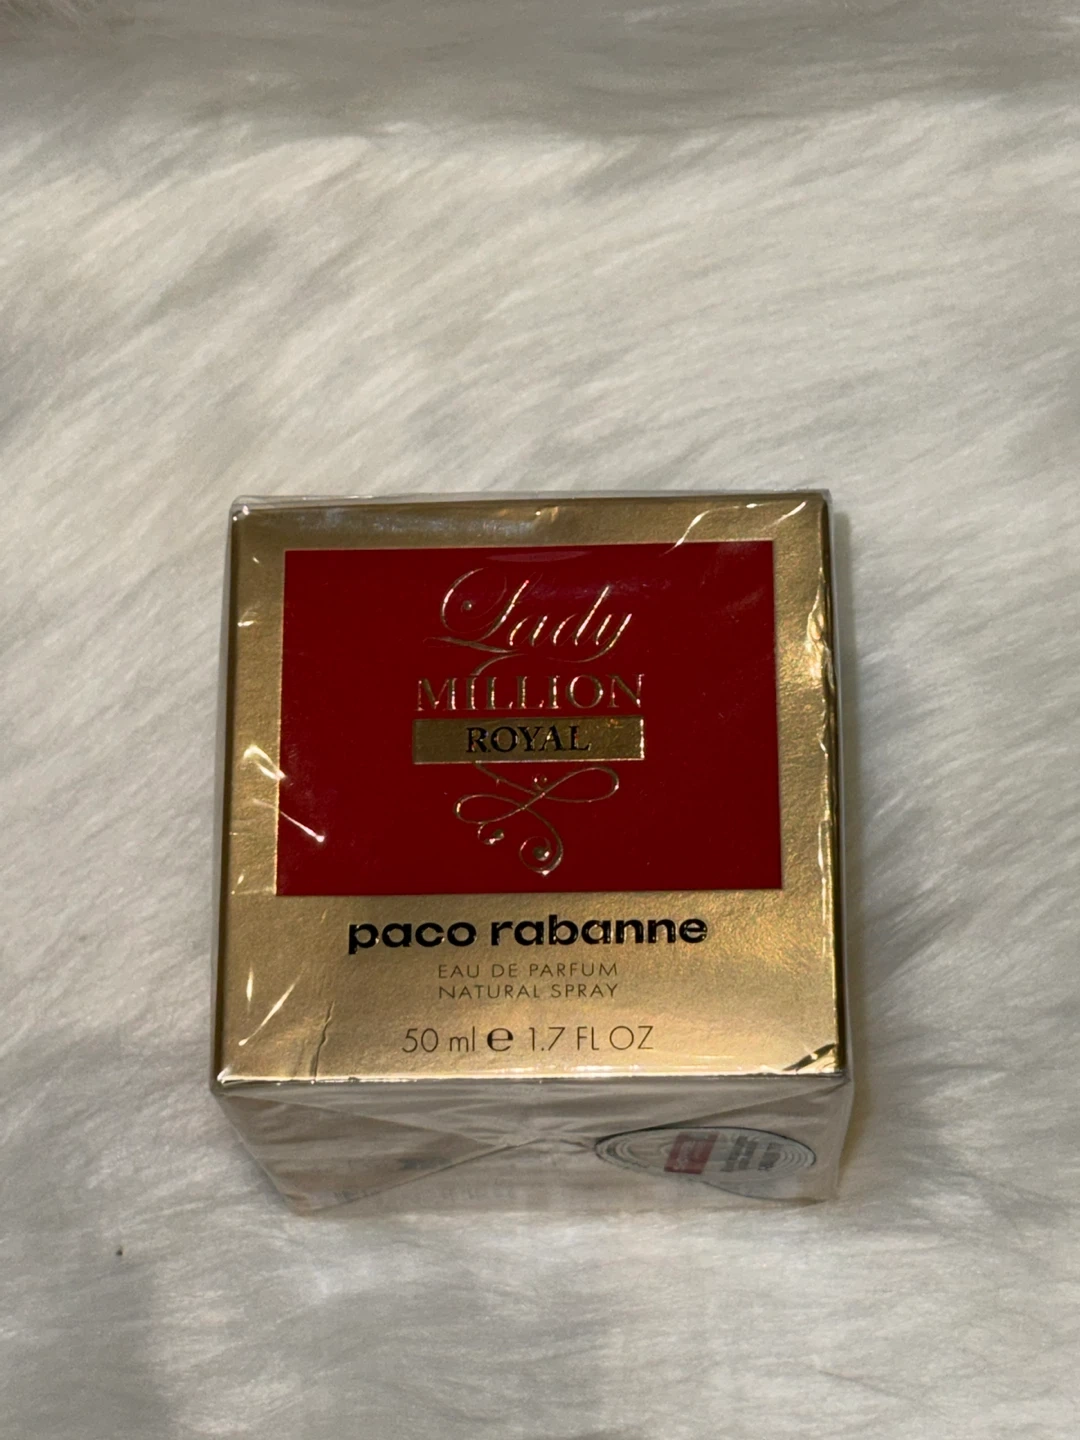 Lady
MILLION
ROYAL
paco rabanne
EAU DE PARFUM
NATURAL SPRAY
50 ml e 1.7 FL OZ